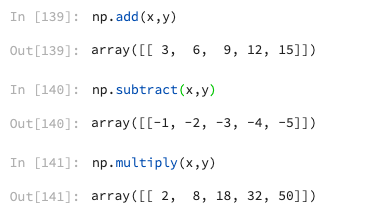 In [139]: np.add(x,y)
Out[139]: array([[ 3,  6,  9, 12, 15]])
In [140]: np.subtract(x,y)
Out[140]: array([[-1, -2, -3, -4, -5]])
In [141]: np.multiply(x,y)
Out[141]: array([[ 2,  8, 18, 32, 50]])